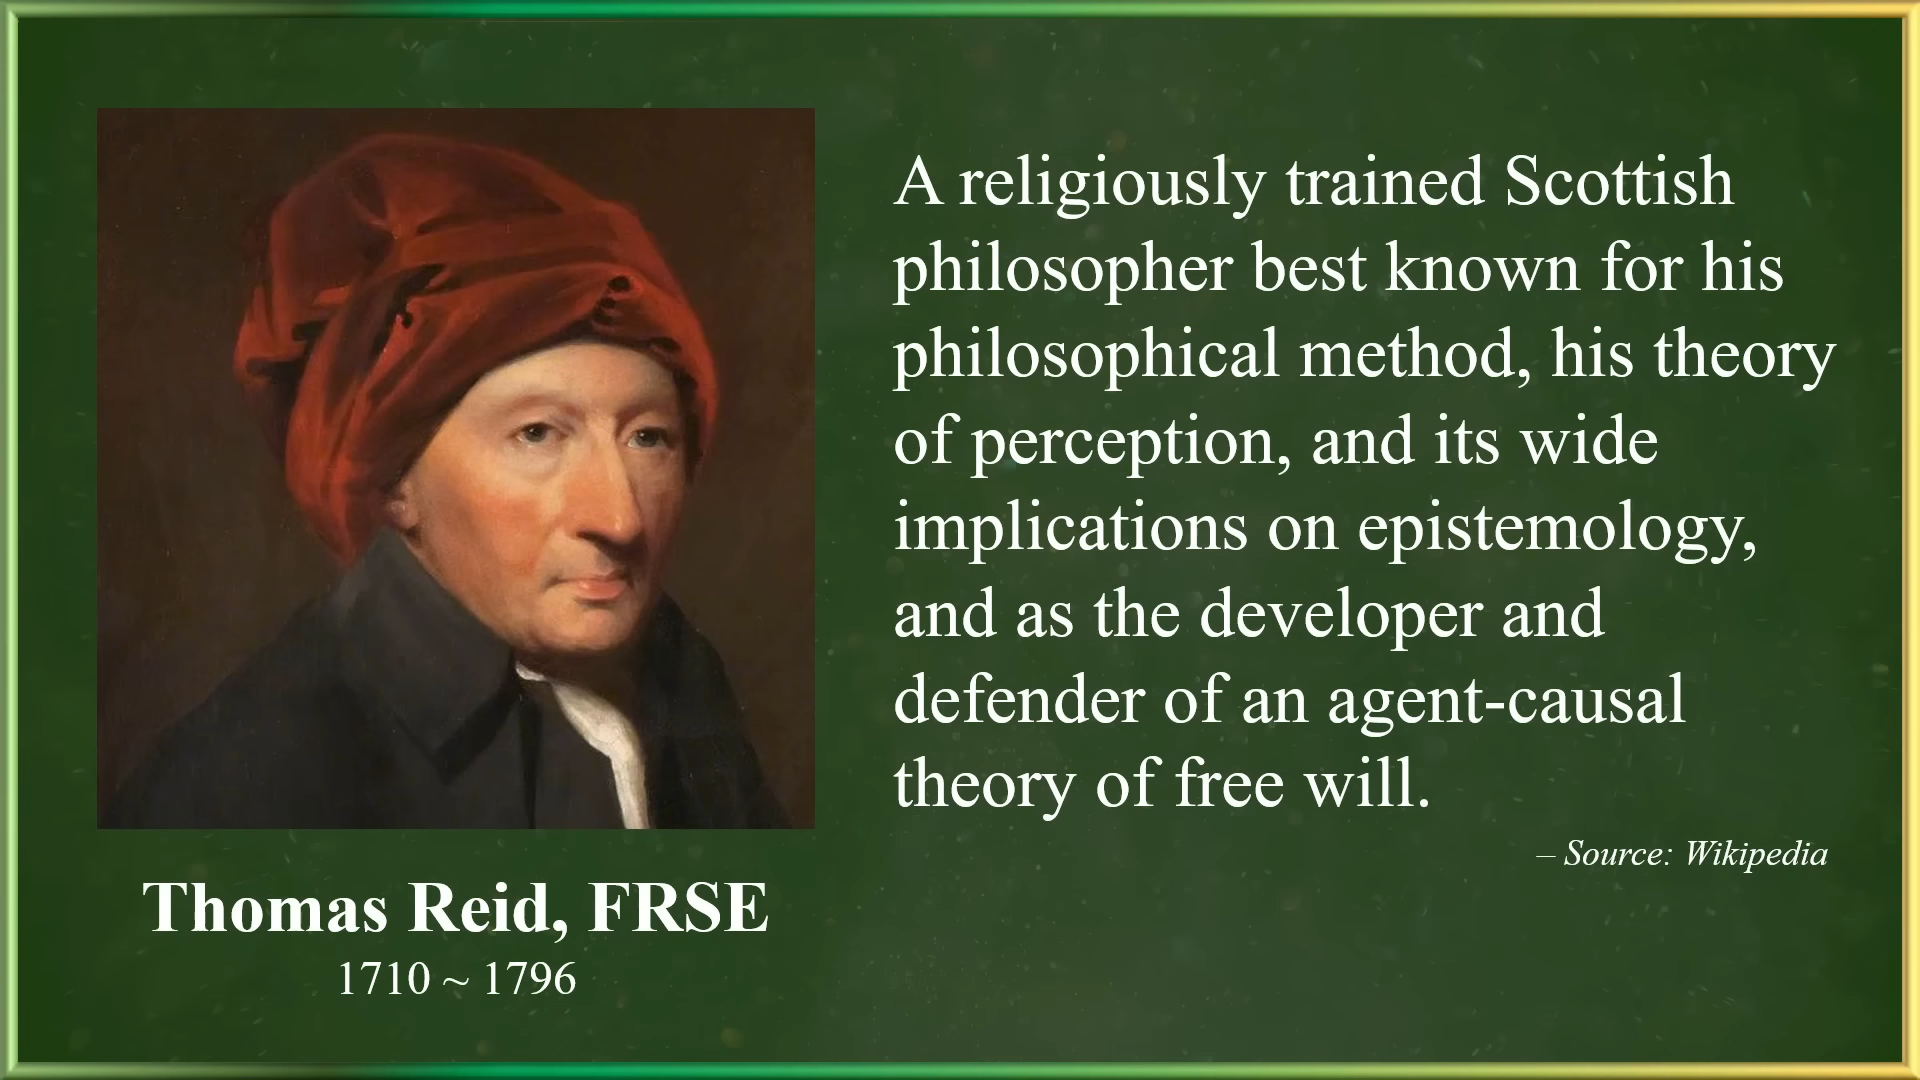 A religiously trained Scottish
philosopher best known for his
philosophical method, his theory
of perception, and its wide
implications on epistemology,
and as the developer and
defender of an agent-causal
theory of free will.
– Source: Wikipedia
Thomas Reid, FRSE
1710 ~ 1796